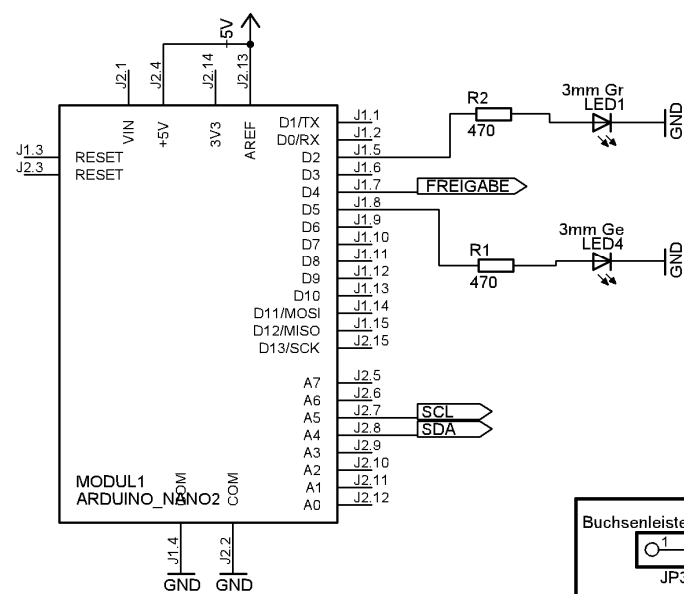 +5V
J2.1
J2.4
J2.14
J2.13
VIN
+5V
3V3
AREF
J1.3 RESET
J2.3 RESET
D1/TX J1.1
D0/RX J1.2
D2 J1.5
D3 J1.6
D4 J1.7 FREIGABE
D5 J1.8
D6 J1.9
D7 J1.10
D8 J1.11
D9 J1.12
D10 J1.13
D11/MOSI J1.14
D12/MISO J1.15
D13/SCK J2.15
A7 J2.5
A6 J2.6
A5 J2.7 SCL
A4 J2.8 SDA
A3 J2.9
A2 J2.10
A1 J2.11
A0 J2.12
MODUL1
ARDUINO_NANO2
COM
COM
J1.4
J2.2
GND
GND
R2
470
3mm Gr
LED1
GND
R1
470
3mm Ge
LED4
GND
Buchsenleiste
1
JP3